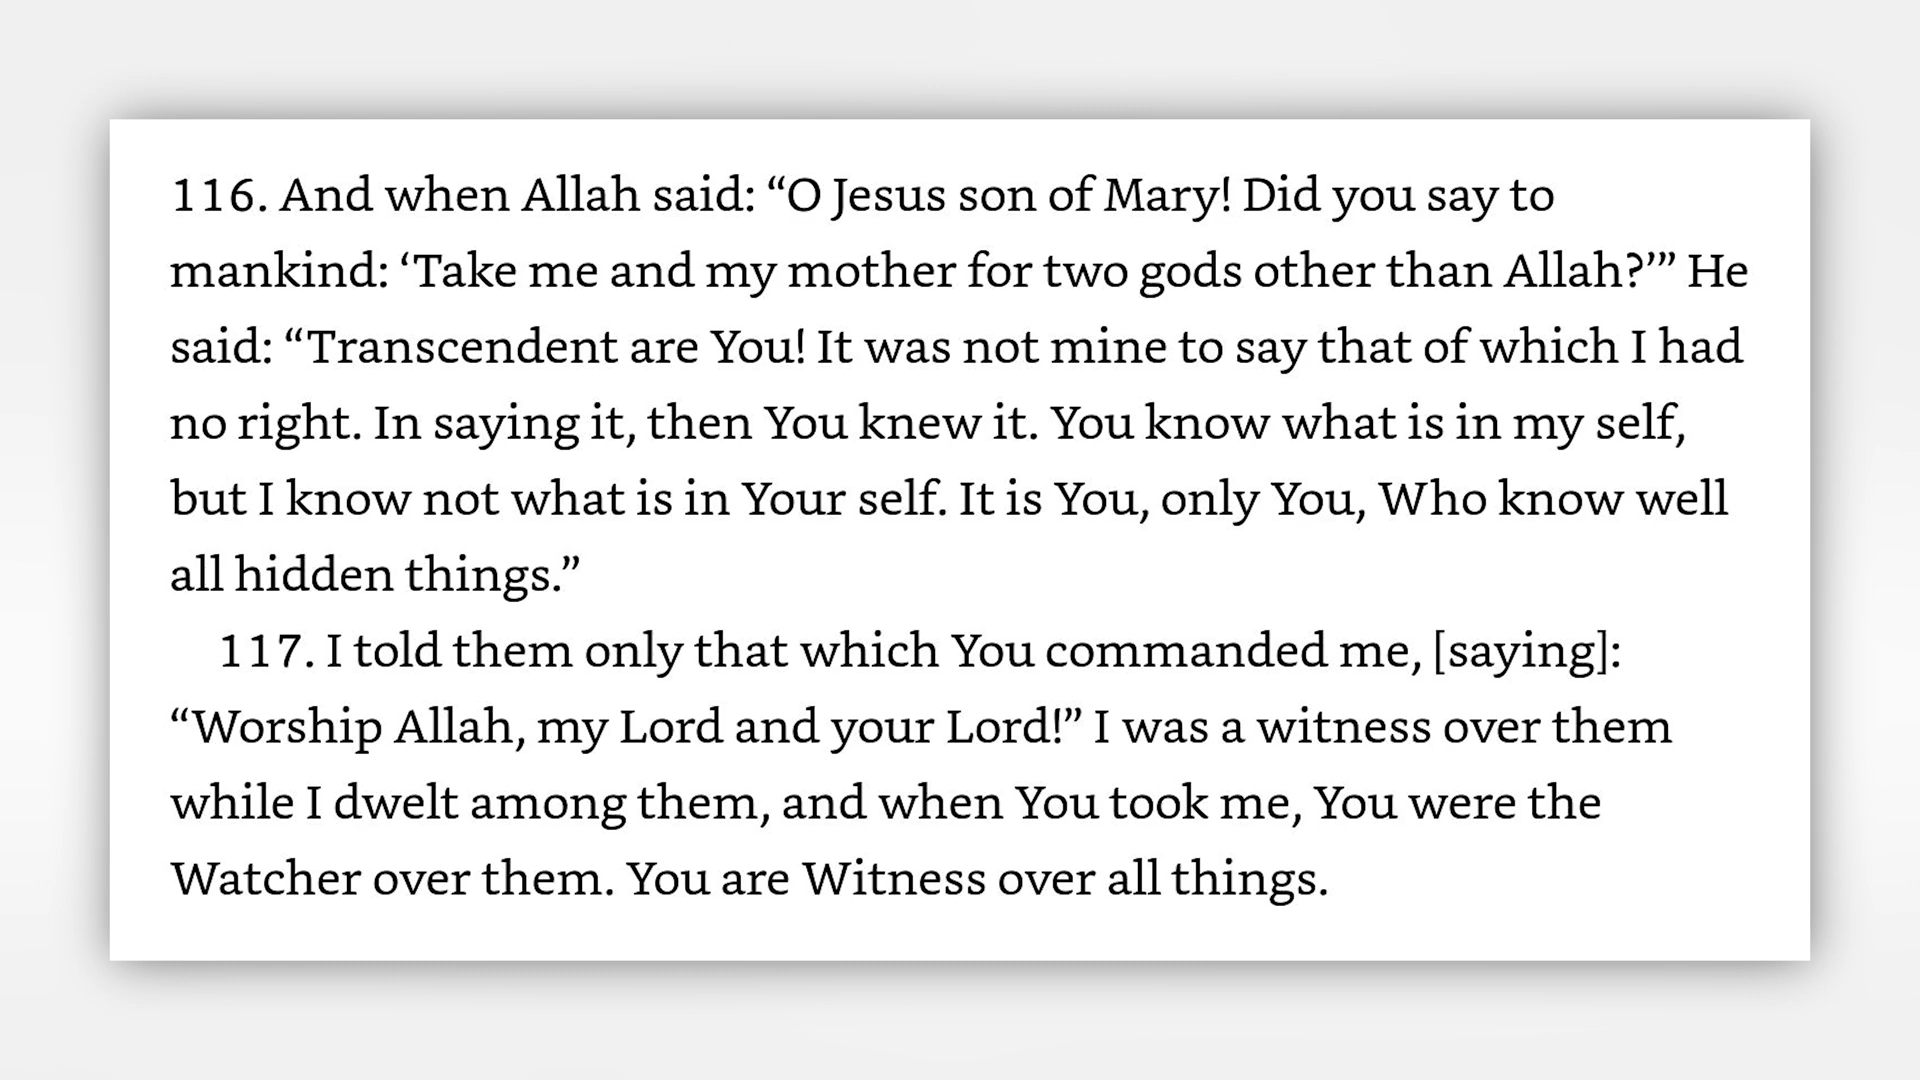 116. And when Allah said: “O Jesus son of Mary! Did you say to
mankind: ‘Take me and my mother for two gods other than Allah?’” He
said: “Transcendent are You! It was not mine to say that of which I had
no right. In saying it, then You knew it. You know what is in my self,
but I know not what is in Your self. It is You, only You, Who know well
all hidden things.”
117. I told them only that which You commanded me, [saying]:
“Worship Allah, my Lord and your Lord!” I was a witness over them
while I dwelt among them, and when You took me, You were the
Watcher over them. You are Witness over all things.